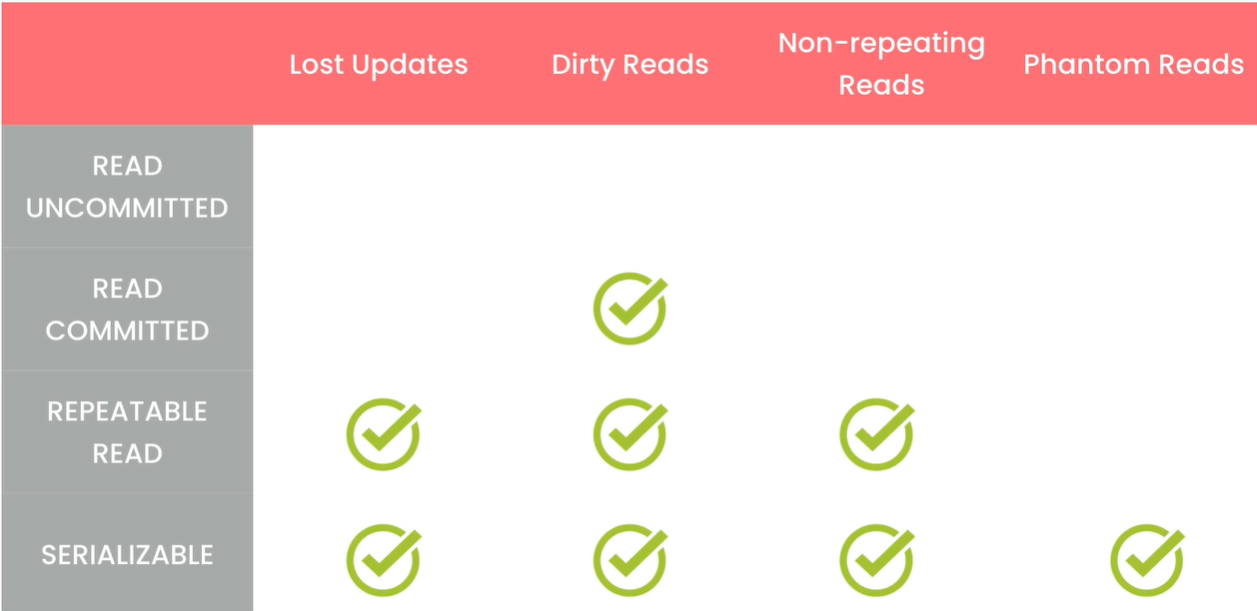 Lost Updates
Dirty Reads
Non-repeating
Reads
Phantom Reads
READ
UNCOMMITTED
READ
COMMITTED
REPEATABLE
READ
SERIALIZABLE